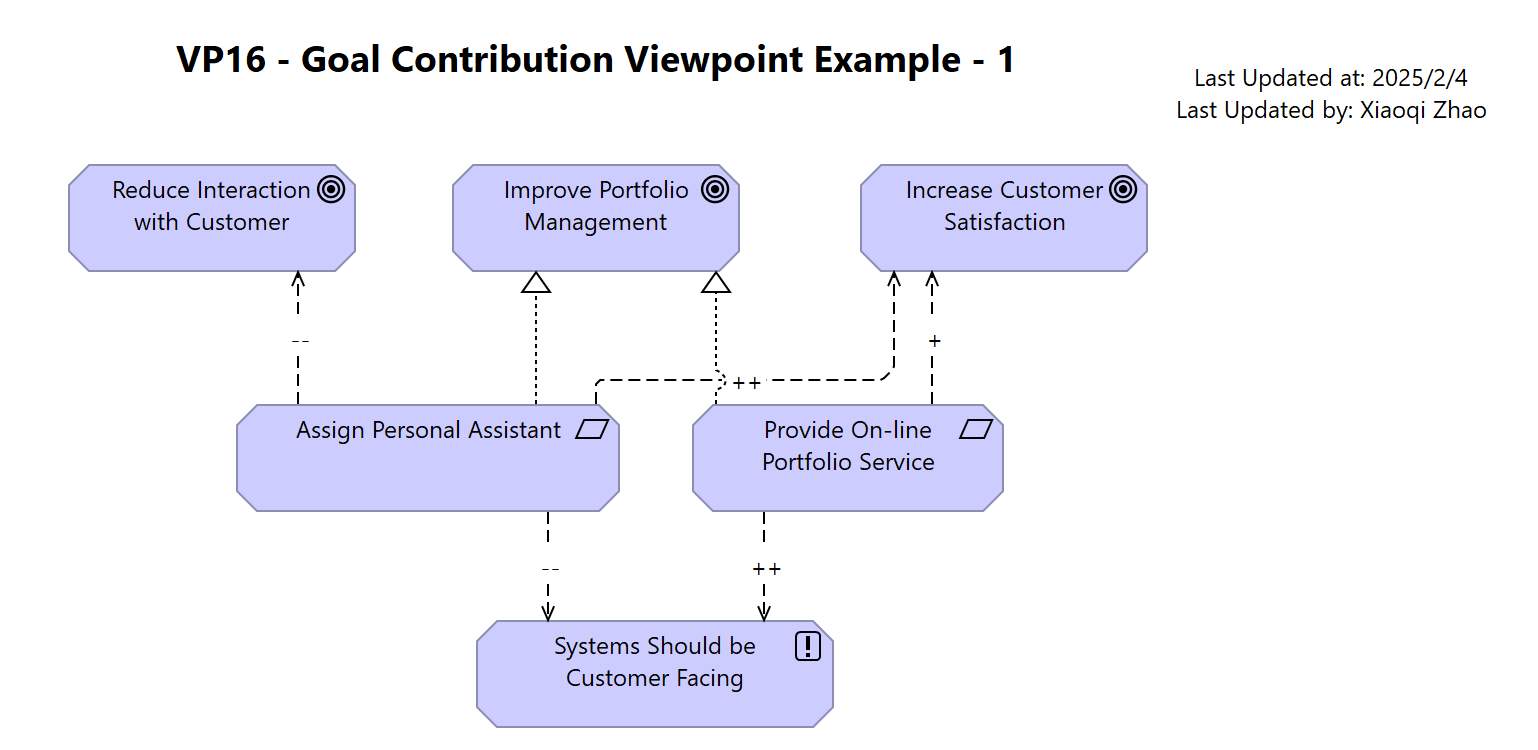 VP16 - Goal Contribution Viewpoint Example - 1
Last Updated at: 2025/2/4
Last Updated by: Xiaoqi Zhao
Reduce Interaction
with Customer
Improve Portfolio
Management
Increase Customer
Satisfaction
--
+
++
Assign Personal Assistant
Provide On-line
Portfolio Service
--
++
Systems Should be
Customer Facing